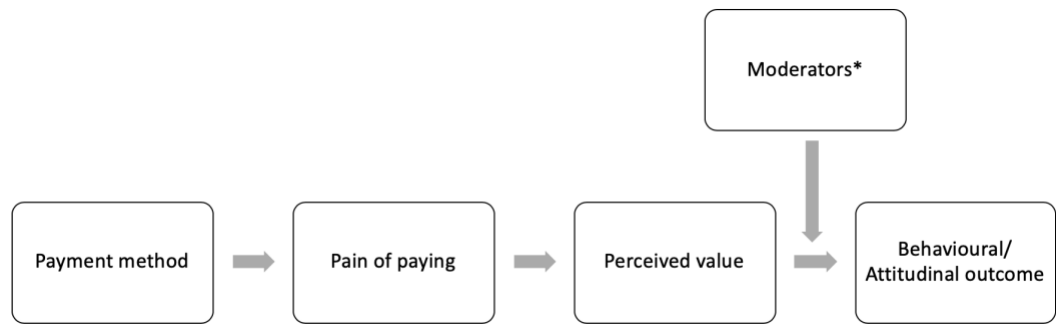 Moderators*
Payment method
Pain of paying
Perceived value
Behavioural/
Attitudinal outcome